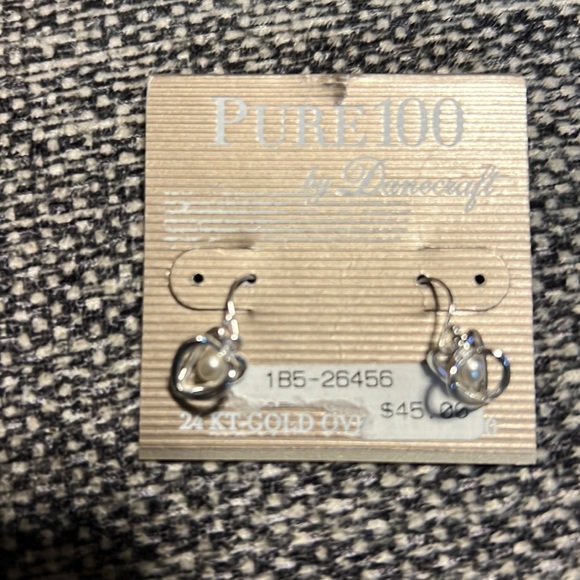 PURE100
by Danecraft
1B5-26456
$45.00
24 KT-GOLD OV